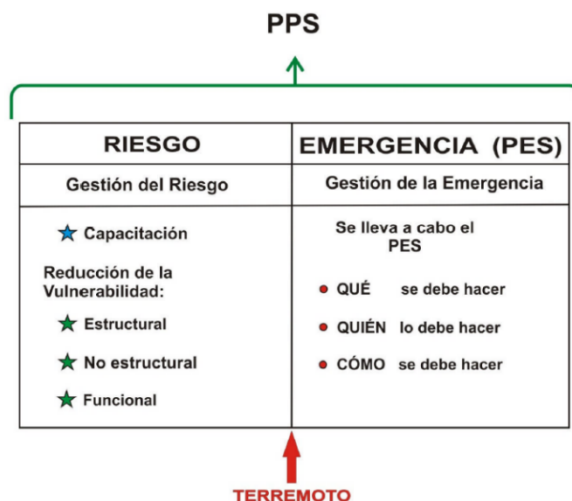 PPS
RIESGO
EMERGENCIA (PES)
Gestión del Riesgo
Gestión de la Emergencia
Capacitación
Reducción de la
Vulnerabilidad:
Estructural
No estructural
Funcional
Se lleva a cabo el
PES
QUÉ se debe hacer
QUIÉN lo debe hacer
CÓMO se debe hacer
TERREMOTO